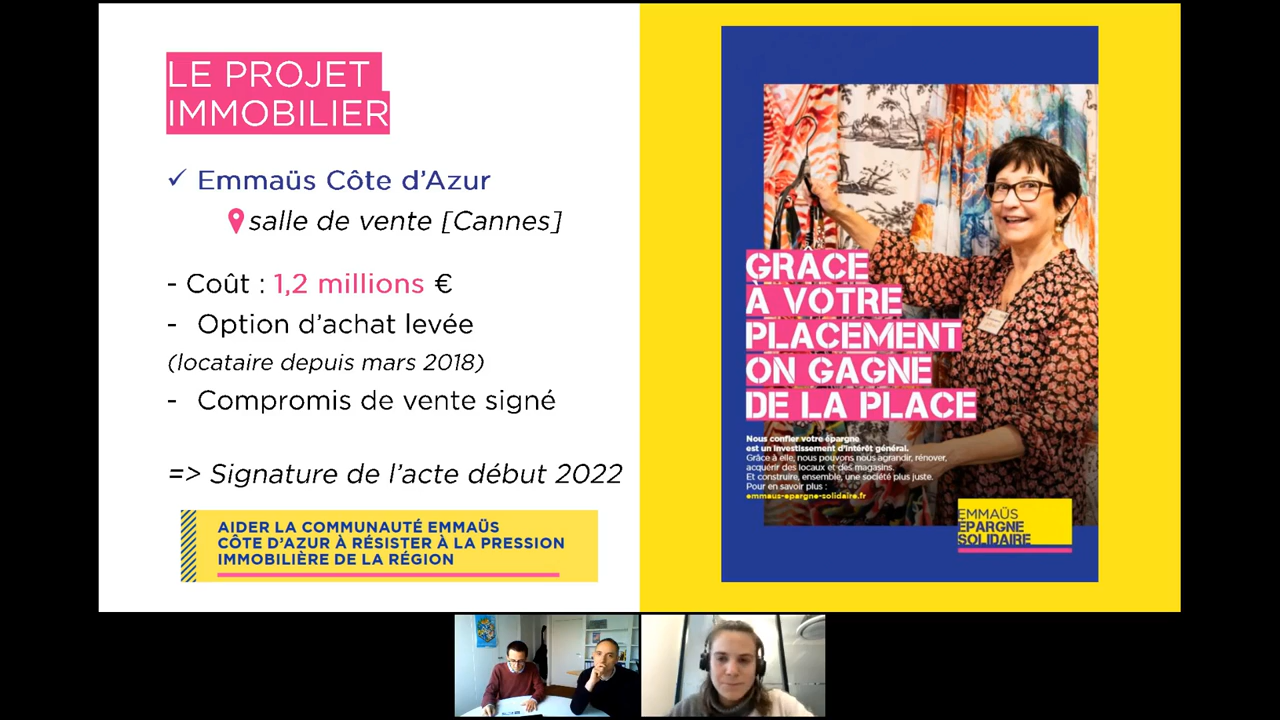 LE PROJET
IMMOBILIER
✓ Emmaüs Côte d'Azur
salle de vente [Cannes]
- Coût : 1,2 millions €
- Option d'achat levée
(locataire depuis mars 2018)
- Compromis de vente signé
=> Signature de l'acte début 2022
AIDER LA COMMUNAUTÉ EMMAÜS
CÔTE D'AZUR À RÉSISTER À LA PRESSION
IMMOBILIÈRE DE LA RÉGION
GRÂCE
À VOTRE
PLACEMENT
ON GAGNE
DE LA PLACE
Nous confier votre épargne
est un investissement d'intérêt général.
Grâce à elle, nous pouvons nous agrandir, rénover,
acquérir des locaux et des magasins.
Et construire, ensemble, une société plus juste.
Pour en savoir plus :
emmaus-epargne-solidaire.fr
EMMAÜS
ÉPARGNE
SOLIDAIRE